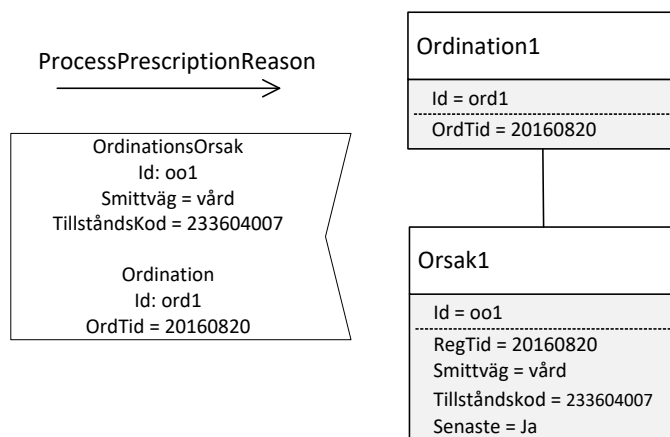 ProcessPrescriptionReason
OrdinationsOrsak
Id: oo1
Smittväg = vård
TillståndsKod = 233604007
Ordination
Id: ord1
OrdTid = 20160820
Ordination1
Id = ord1
OrdTid = 20160820
Orsak1
Id = oo1
RegTid = 20160820
Smittväg = vård
Tillståndskod = 233604007
Senaste = Ja